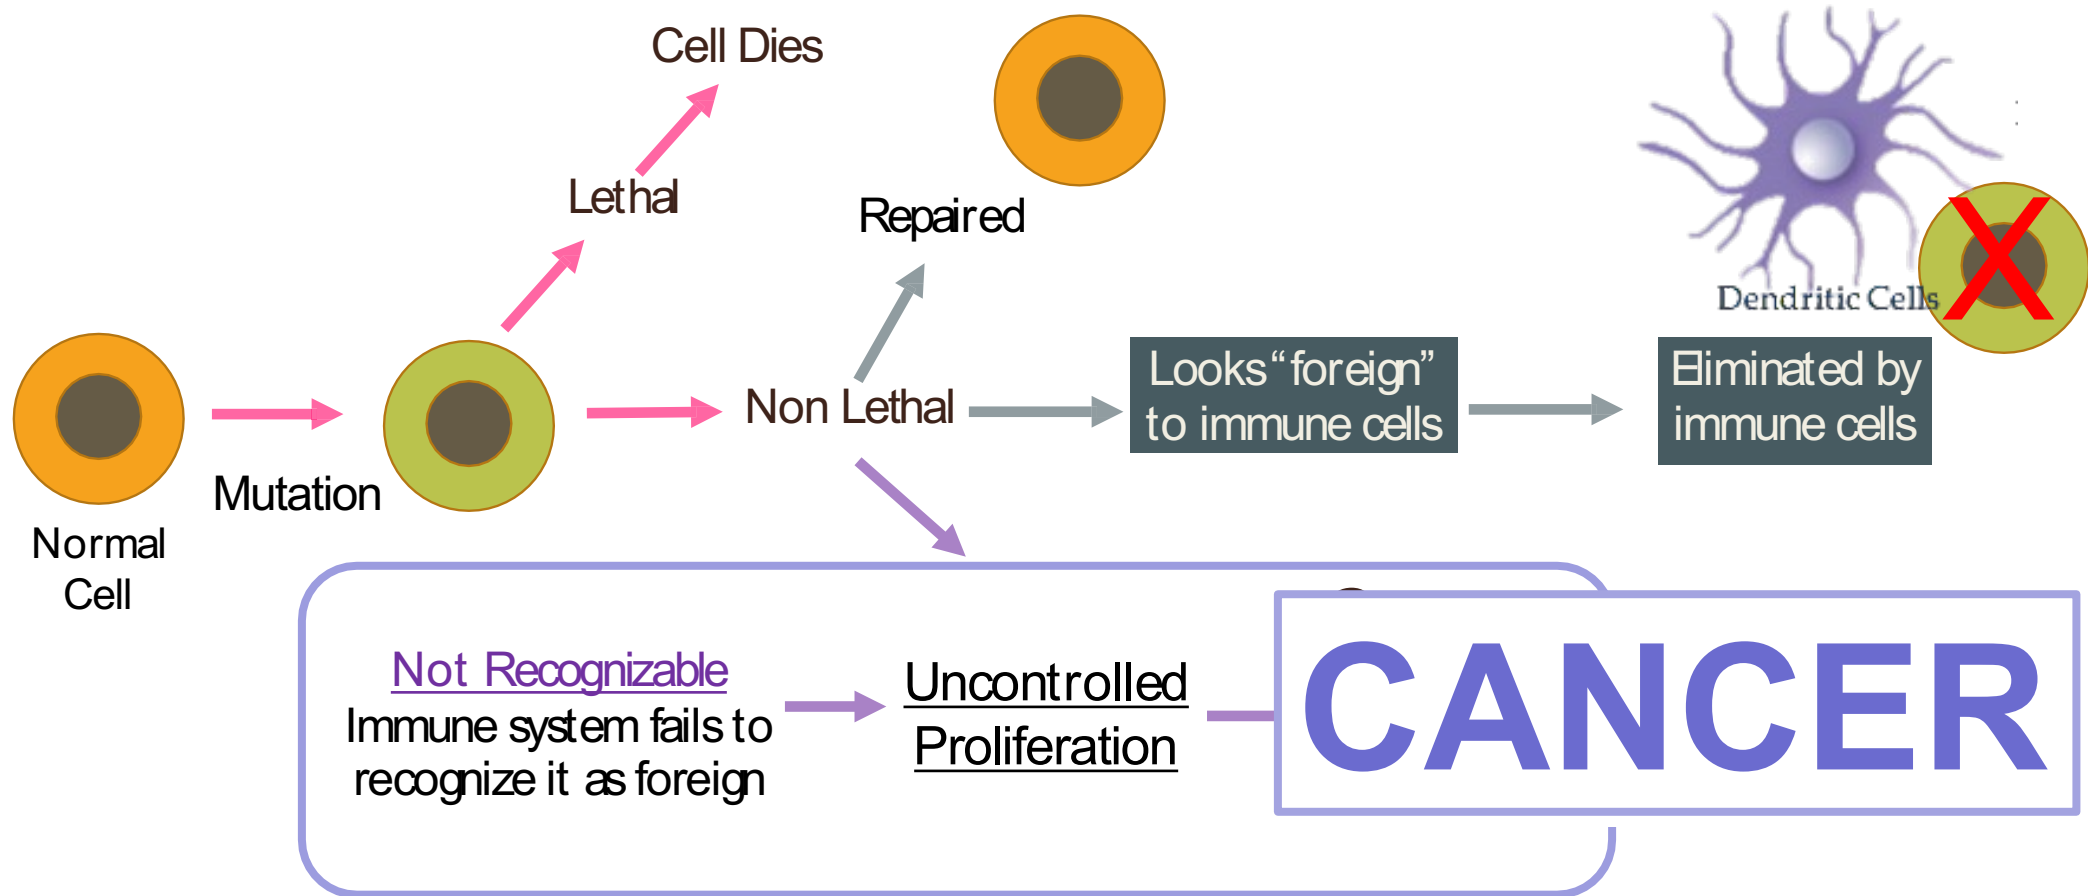 Cell Dies
Lethal
Repaired
Dendritic Cells
X
Normal
Cell
Mutation
Non Lethal
Looks “foreign”
to immune cells
Eliminated by
immune cells
Not Recognizable
Immune system fails to
recognize it as foreign
Uncontrolled
Proliferation
CANCER